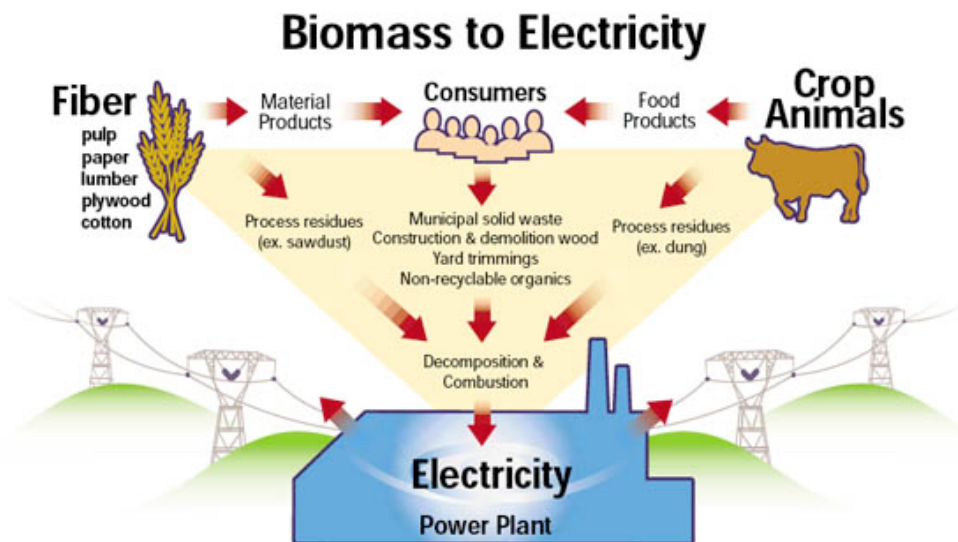 Biomass to Electricity
Fiber
pulp
paper
lumber
plywood
cotton
Material
Products
Consumers
Food
Products
Crop
Animals
Process residues
(ex. sawdust)
Municipal solid waste
Construction & demolition wood
Yard trimmings
Non-recyclable organics
Process residues
(ex. dung)
Decomposition &
Combustion
Electricity
Power Plant